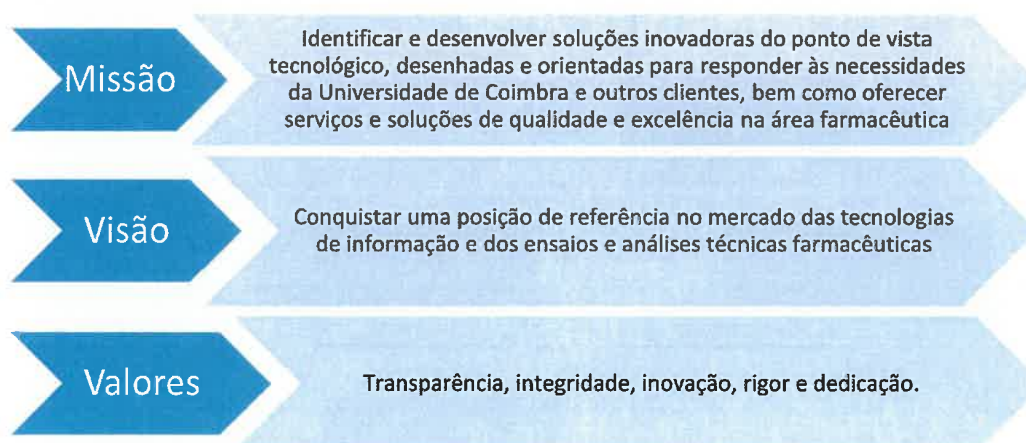 Missão
Identificar e desenvolver soluções inovadoras do ponto de vista
tecnológico, desenhadas e orientadas para responder às necessidades
da Universidade de Coimbra e outros clientes, bem como oferecer
serviços e soluções de qualidade e excelência na área farmacêutica
Visão
Conquistar uma posição de referência no mercado das tecnologias
de informação e dos ensaios e análises técnicas farmacêuticas
Valores
Transparência, integridade, inovação, rigor e dedicação.